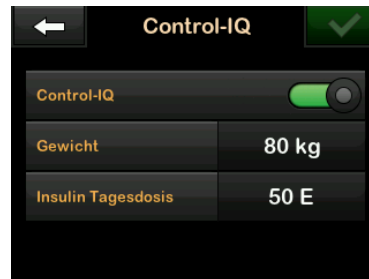 Control-IQ
Control-IQ
Gewicht 80 kg
Insulin Tagesdosis 50 E